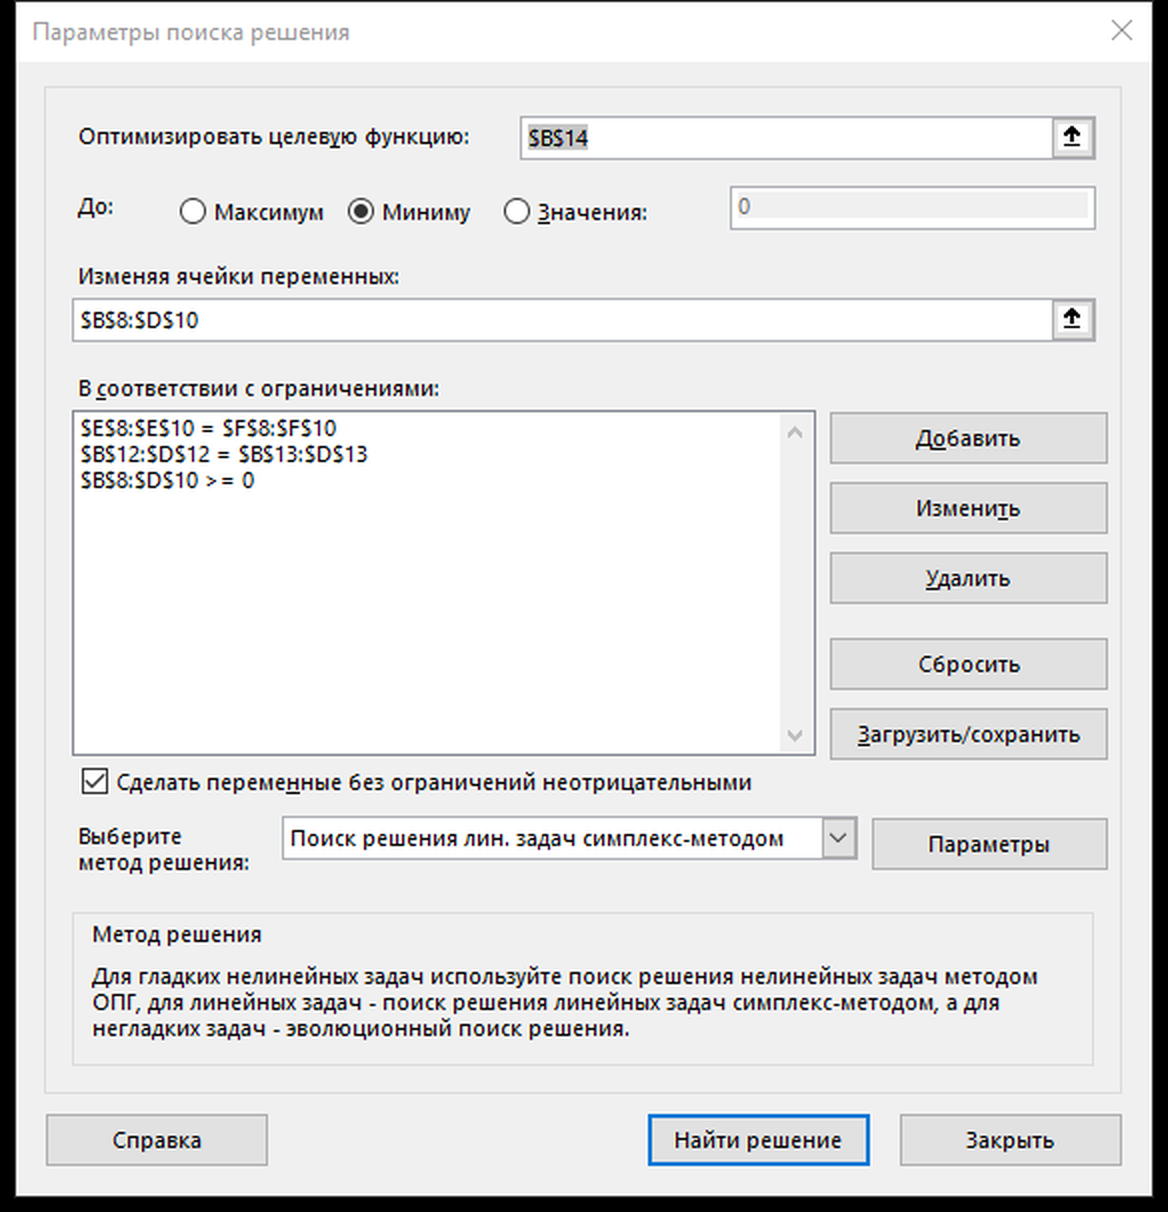 Параметры поиска решения
Оптимизировать целевую функцию: $B$14
До: Максимум Миниму Значения: 0
Изменяя ячейки переменных:
$B$8:$D$10
В соответствии с ограничениями:
$E$8:$E$10 = $F$8:$F$10
$B$12:$D$12 = $B$13:$D$13
$B$8:$D$10 >= 0
Добавить
Изменить
Удалить
Сбросить
Загрузить/сохранить
Сделать переменные без ограничений неотрицательными
Выберите
метод решения:
Поиск решения лин. задач симплекс-методом
Параметры
Метод решения
Для гладких нелинейных задач используйте поиск решения нелинейных задач методом
ОПГ, для линейных задач - поиск решения линейных задач симплекс-методом, а для
негладких задач - эволюционный поиск решения.
Справка
Найти решение
Закрыть